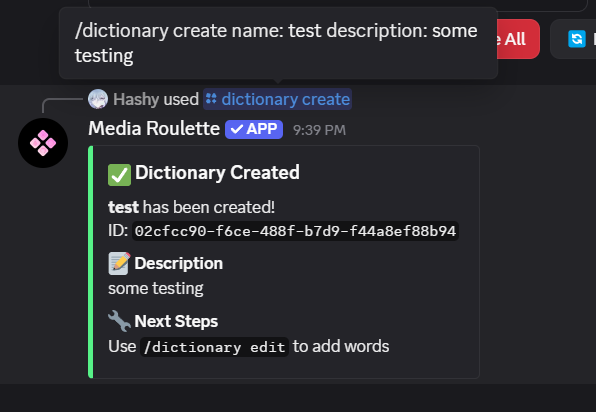 /dictionary create name: test description: some
testing
e All
Hashy used dictionary create
Media Roulette ✓ APP 9:39 PM
✅ Dictionary Created
test has been created!
ID: 02cfcc90-f6ce-488f-b7d9-f44a8ef88b94
📝 Description
some testing
🔧 Next Steps
Use /dictionary edit to add words